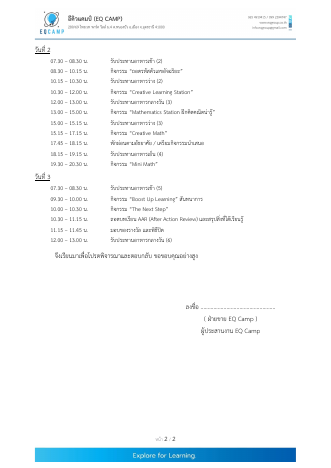 อีคิวแคมป์ (EQ CAMP)
EQCAMP
วันที่ 2
07.30 – 08.30 น. รับประทานอาหารเช้า (2)
08.30 – 10.15 น. กิจกรรม "ถอดรหัสตัวเลขอัจฉริยะ"
10.15 – 10.30 น. รับประทานอาหารว่าง (2)
10.30 – 12.00 น. กิจกรรม "Creative Learning Station"
12.00 – 13.00 น. รับประทานอาหารกลางวัน (3)
13.00 – 15.00 น. กิจกรรม "Mathematics Station ฝึกคิดคณิตน่ารู้"
15.00 – 15.15 น. รับประทานอาหารว่าง (3)
15.15 – 17.15 น. กิจกรรม "Creative Math"
17.45 – 18.15 น. พักผ่อนตามอัธยาศัย / เตรียมกิจกรรมนำเสนอ
18.15 – 19.15 น. รับประทานอาหารเย็น (4)
19.30 – 20.30 น. กิจกรรม "Mini Math"
วันที่ 3
07.30 – 08.30 น. รับประทานอาหารเช้า (5)
09.30 – 10.00 น. กิจกรรม "Boost Up Learning" สันทนาการ
10.00 – 10.30 น. กิจกรรม "The Next Step"
10.30 – 11.15 น. ถอดบทเรียน AAR (After Action Review) และสรุปสิ่งที่ได้เรียนรู้
11.15 – 11.45 น. มอบของรางวัล และพิธีปิด
12.00 – 13.00 น. รับประทานอาหารกลางวัน (6)
จึงเรียนมาเพื่อโปรดพิจารณาและตอบกลับ ขอขอบคุณอย่างสูง
ลงชื่อ ............................................
( ฝ่ายขาย EQ Camp )
ผู้ประสานงาน EQ Camp
หน้า 2 / 2
Explore for Learning.